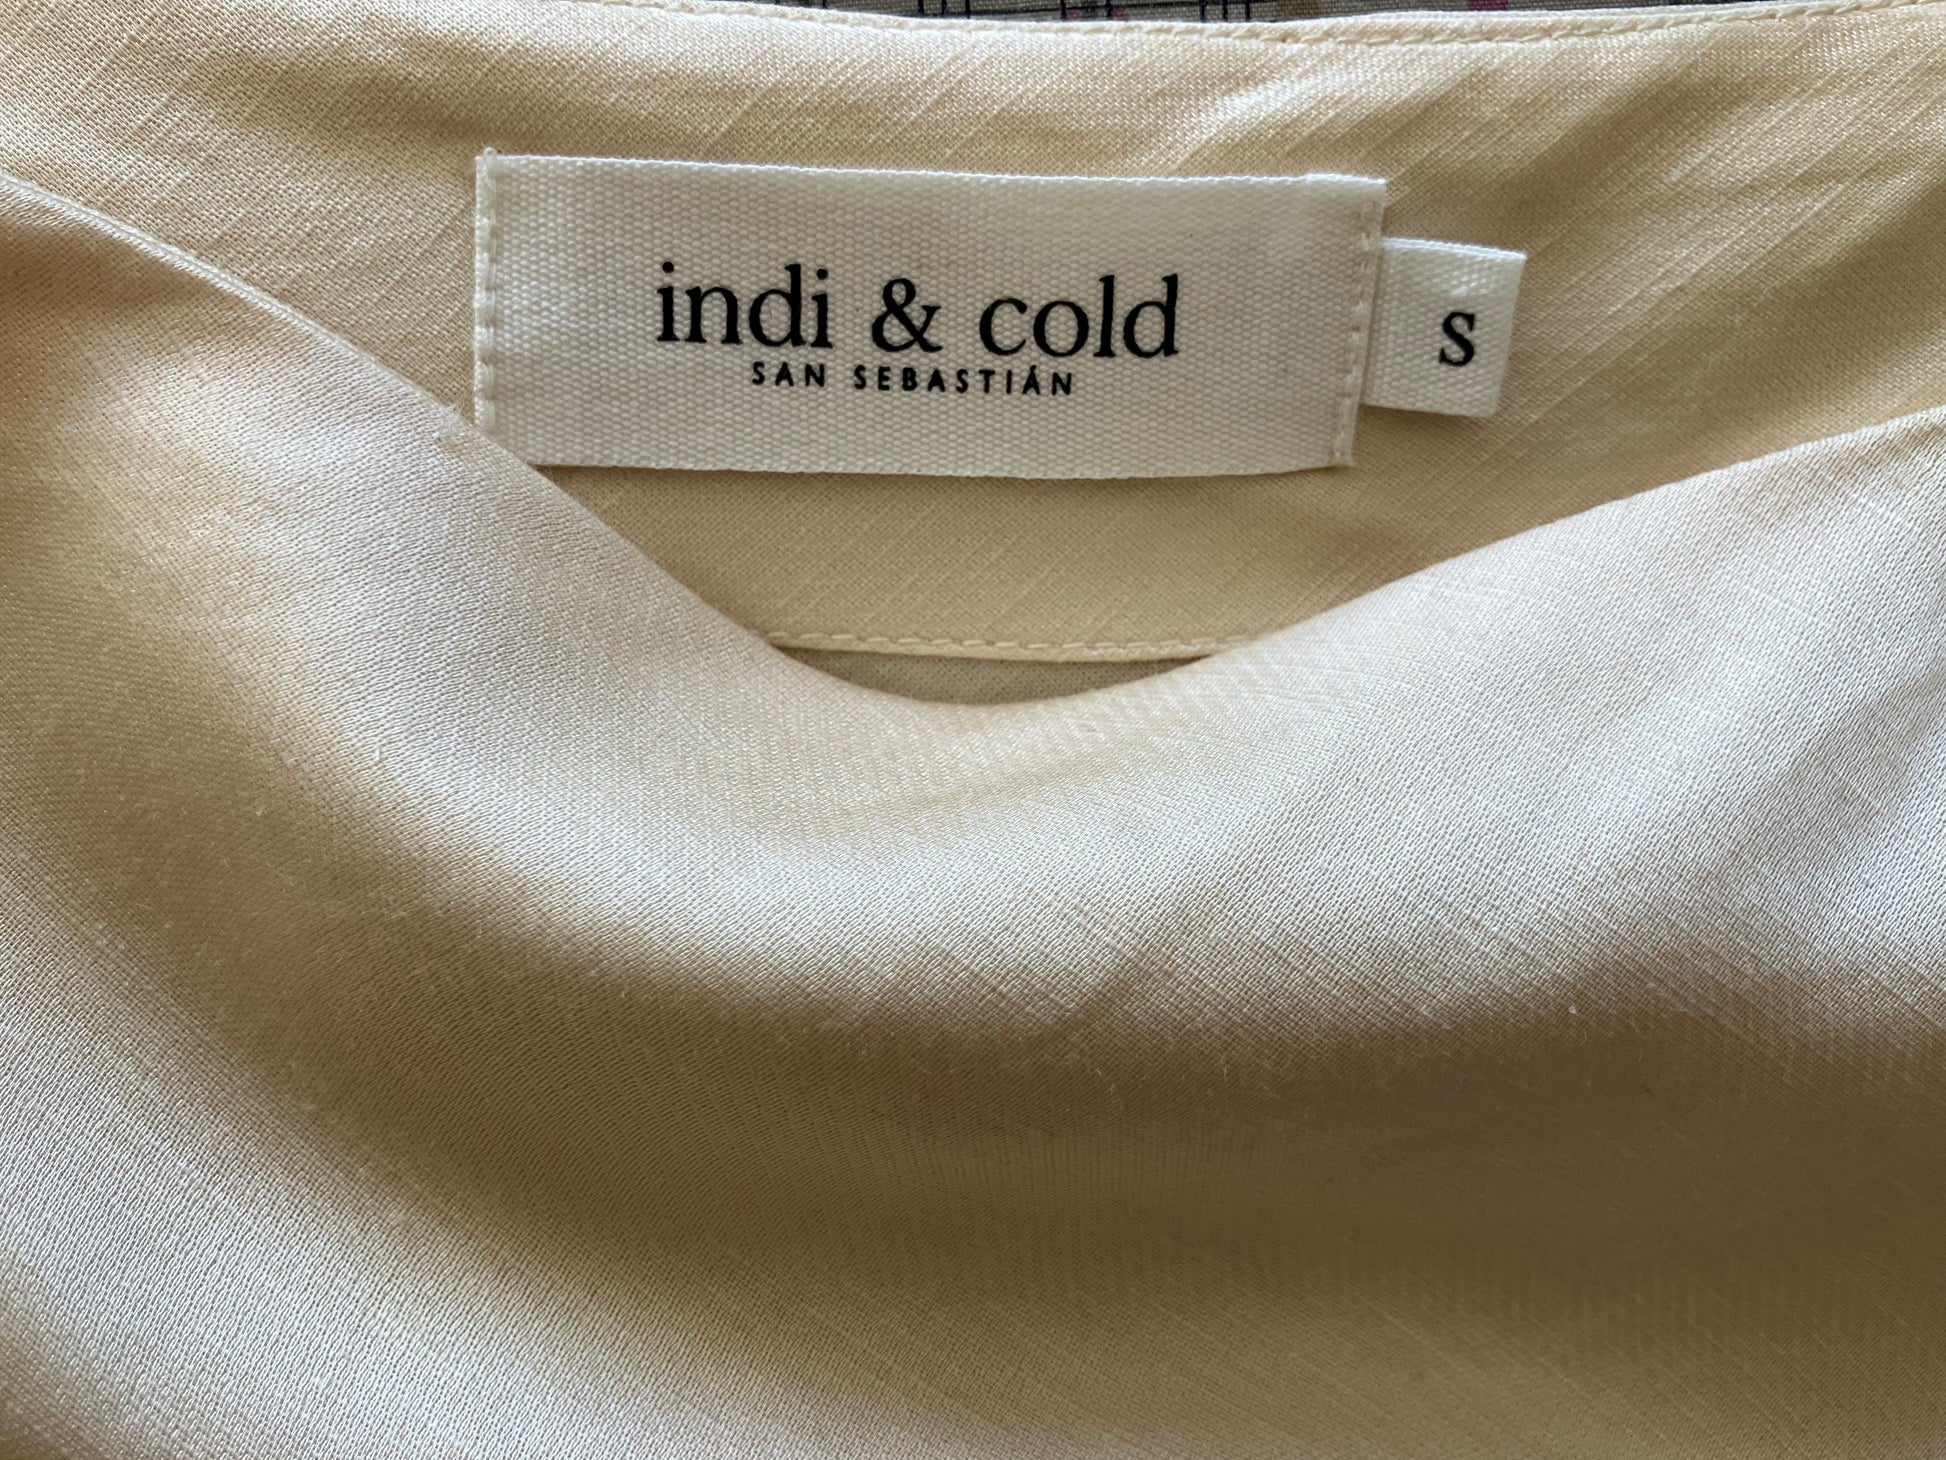 indi & cold
SAN SEBASTIÁN
S